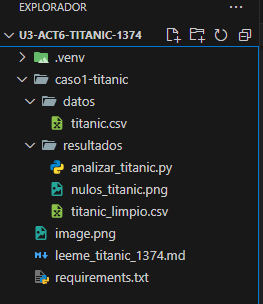 EXPLORADOR
U3-ACT6-TITANIC-1374
.venv
caso1-titanic
datos
titanic.csv
resultados
analizar_titanic.py
nulos_titanic.png
titanic_limpio.csv
image.png
leeme_titanic_1374.md
requirements.txt